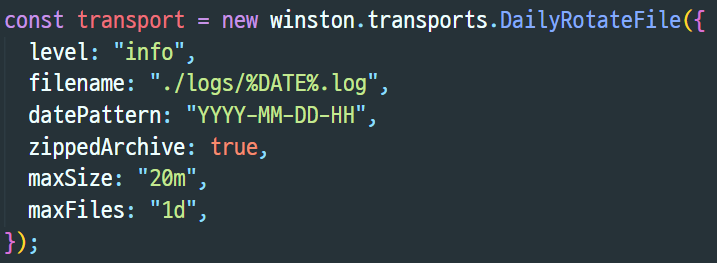 const transport = new winston.transports.DailyRotateFile({
  level: "info",
  filename: "./logs/%DATE%.log",
  datePattern: "YYYY-MM-DD-HH",
  zippedArchive: true,
  maxSize: "20m",
  maxFiles: "1d",
});